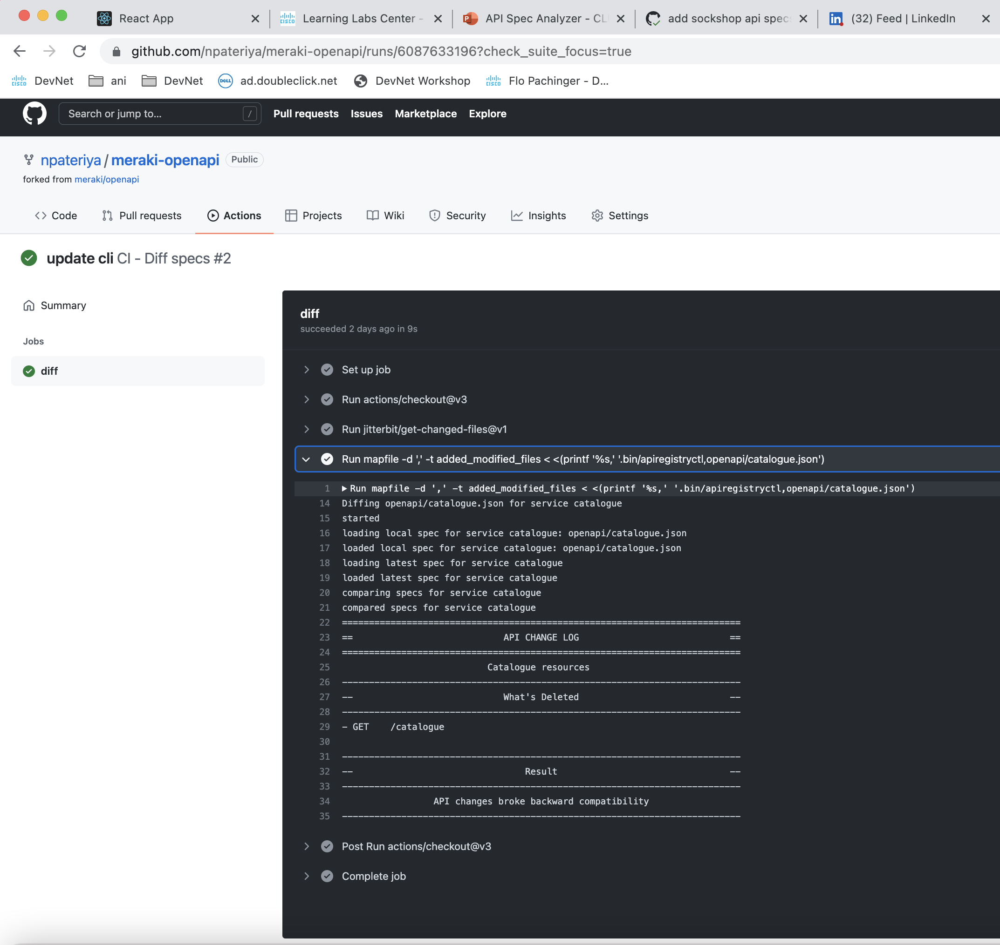 React App
Learning Labs Center -
API Spec Analyzer - CL
add sockshop api specs
(32) Feed | LinkedIn
github.com/npateriya/meraki-openapi/runs/6087633196?check_suite_focus=true
DevNet
ani
DevNet
ad.doubleclick.net
DevNet Workshop
Flo Pachinger - D...
Search or jump to...
/
Pull requests
Issues
Marketplace
Explore
npateriya / meraki-openapi
Public
forked from meraki/openapi
Code
Pull requests
Actions
Projects
Wiki
Security
Insights
Settings
update cli CI - Diff specs #2
Summary
Jobs
diff
diff
succeeded 2 days ago in 9s
Set up job
Run actions/checkout@v3
Run jitterbit/get-changed-files@v1
Run mapfile -d ',' -t added_modified_files < <(printf '%s,' '.bin/apiregistryctl,openapi/catalogue.json')
1 Run mapfile -d ',' -t added_modified_files < <(printf '%s,' '.bin/apiregistryctl,openapi/catalogue.json')
14 Diffing openapi/catalogue.json for service catalogue
15 started
16 loading local spec for service catalogue: openapi/catalogue.json
17 loaded local spec for service catalogue: openapi/catalogue.json
18 loading latest spec for service catalogue
19 loaded latest spec for service catalogue
20 comparing specs for service catalogue
21 compared specs for service catalogue
22 ==========================================================================
23 == API CHANGE LOG ==
24 ==========================================================================
25 Catalogue resources
26 --------------------------------------------------------------------------
27 -- What's Deleted --
28 --------------------------------------------------------------------------
29 - GET /catalogue
30
31 --------------------------------------------------------------------------
32 -- Result --
33 --------------------------------------------------------------------------
34 API changes broke backward compatibility
35 --------------------------------------------------------------------------
Post Run actions/checkout@v3
Complete job